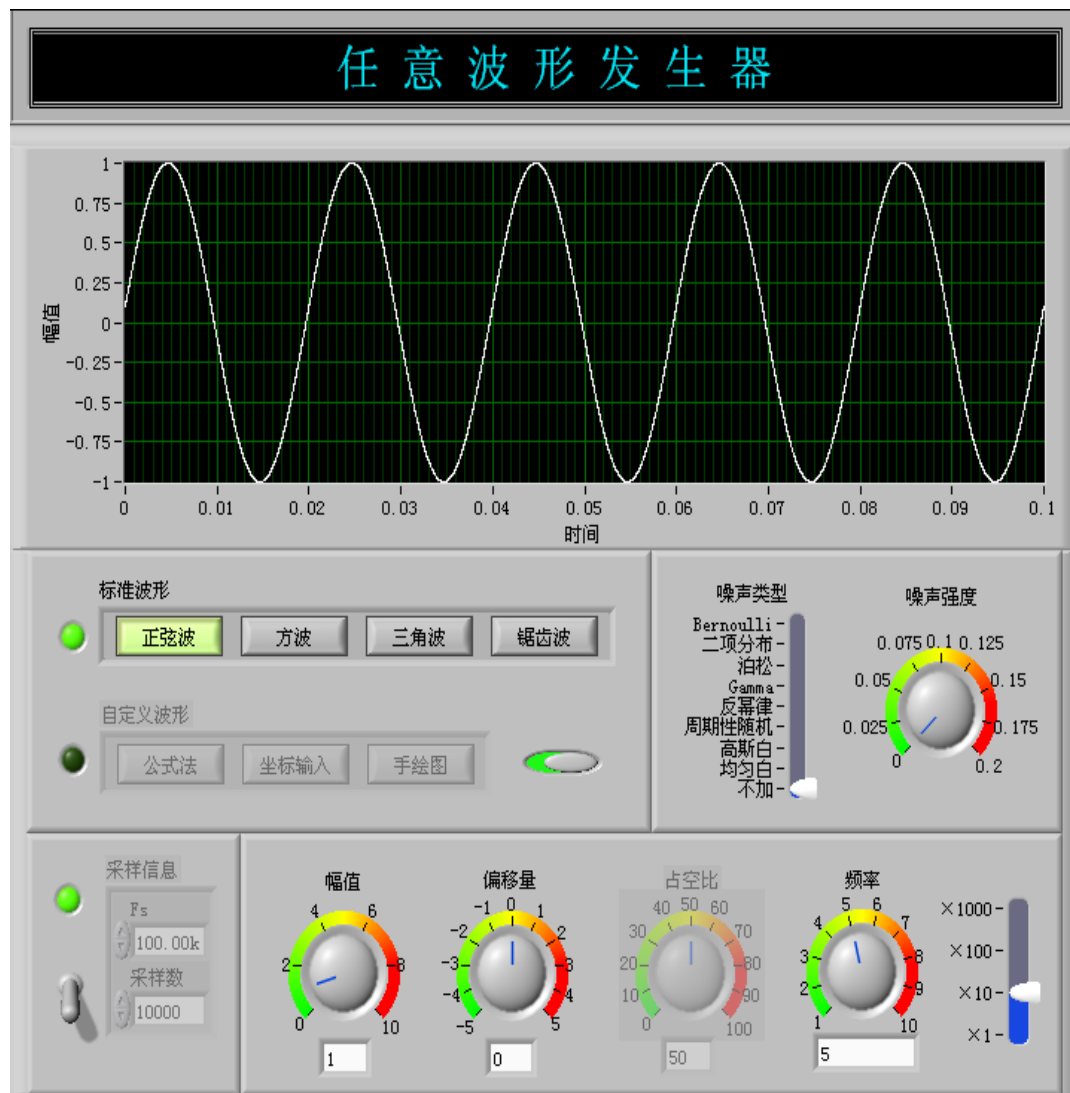 任意波形发生器
1
0.75
0.5
0.25
0
-0.25
-0.5
-0.75
-1
幅值
0 0.01 0.02 0.03 0.04 0.05 0.06 0.07 0.08 0.09 0.1
时间
标准波形
正弦波 方波 三角波 锯齿波
自定义波形
公式法 坐标输入 手绘图
噪声类型
Bernoulli
二项分布
泊松
Gamma
反幂律
周期性随机
高斯白
均匀白
不加
噪声强度
0 0.025 0.05 0.075 0.1 0.125 0.15 0.175 0.2
采样信息
Fs
100.00k
采样数
10000
幅值
0 2 4 6 8 10
1
偏移量
-5 -4 -3 -2 -1 0 1 2 3 4 5
0
占空比
0 10 20 30 40 50 60 70 80 90 100
50
频率
1 2 3 4 5 6 7 8 9 10
5
×1000
×100
×10
×1